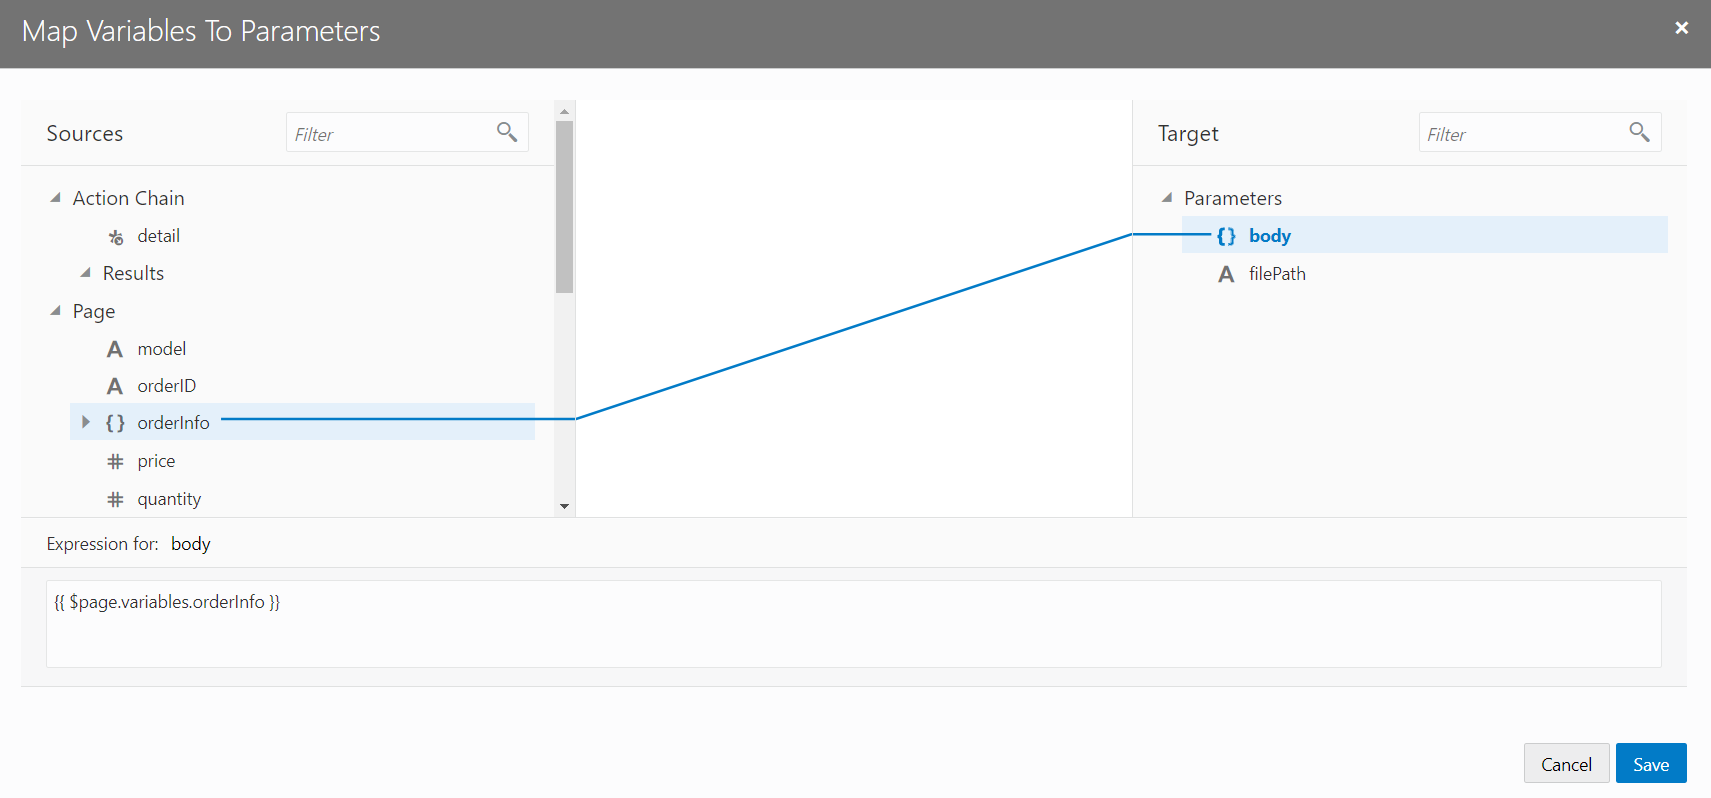 Map Variables To Parameters
Sources
Filter
Action Chain
detail
Results
Page
model
orderID
{ } orderInfo
price
quantity
Target
Filter
Parameters
{ } body
filePath
Expression for: body
{{ $page.variables.orderInfo }}
Cancel
Save